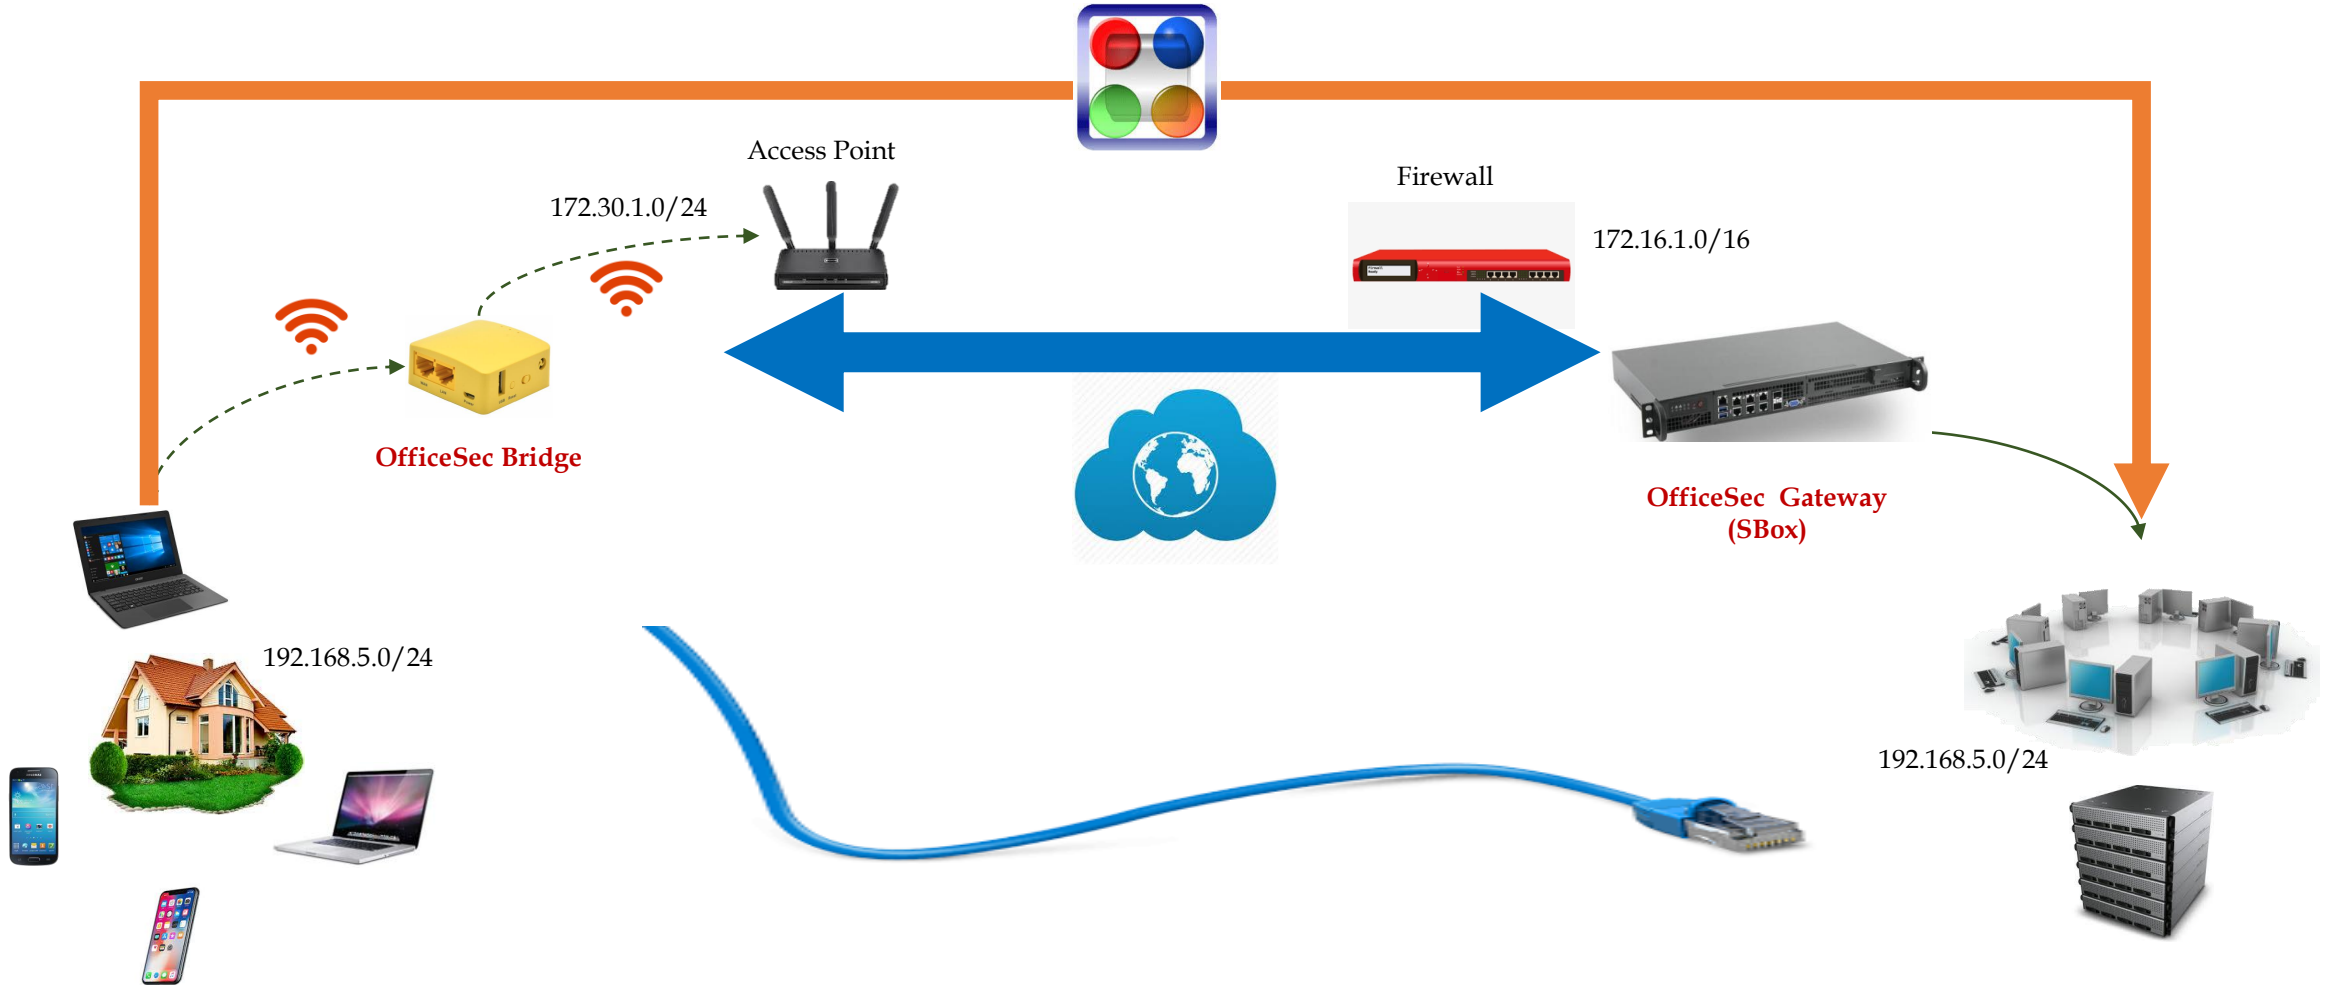 Access Point
Firewall
172.30.1.0/24
172.16.1.0/16
OfficeSec Bridge
OfficeSec Gateway
(SBox)
192.168.5.0/24
192.168.5.0/24